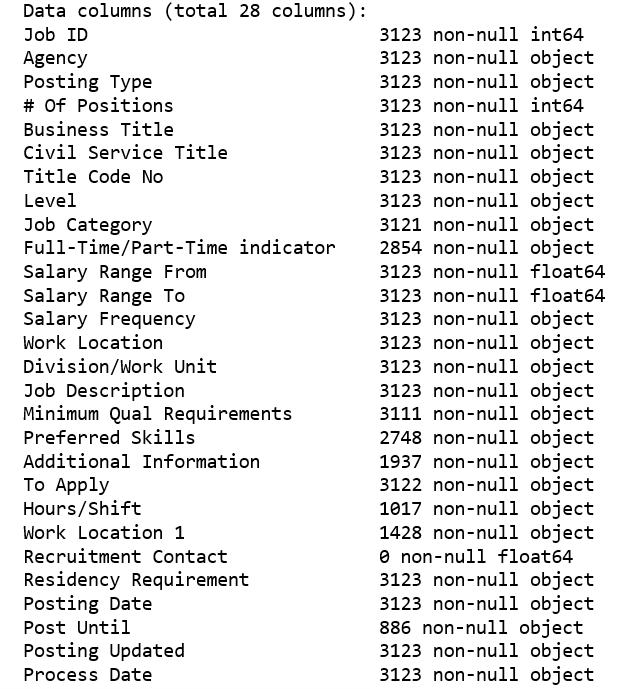 Data columns (total 28 columns):
Job ID 3123 non-null int64
Agency 3123 non-null object
Posting Type 3123 non-null object
# Of Positions 3123 non-null int64
Business Title 3123 non-null object
Civil Service Title 3123 non-null object
Title Code No 3123 non-null object
Level 3123 non-null object
Job Category 3121 non-null object
Full-Time/Part-Time indicator 2854 non-null object
Salary Range From 3123 non-null float64
Salary Range To 3123 non-null float64
Salary Frequency 3123 non-null object
Work Location 3123 non-null object
Division/Work Unit 3123 non-null object
Job Description 3123 non-null object
Minimum Qual Requirements 3111 non-null object
Preferred Skills 2748 non-null object
Additional Information 1937 non-null object
To Apply 3122 non-null object
Hours/Shift 1017 non-null object
Work Location 1 1428 non-null object
Recruitment Contact 0 non-null float64
Residency Requirement 3123 non-null object
Posting Date 3123 non-null object
Post Until 886 non-null object
Posting Updated 3123 non-null object
Process Date 3123 non-null object